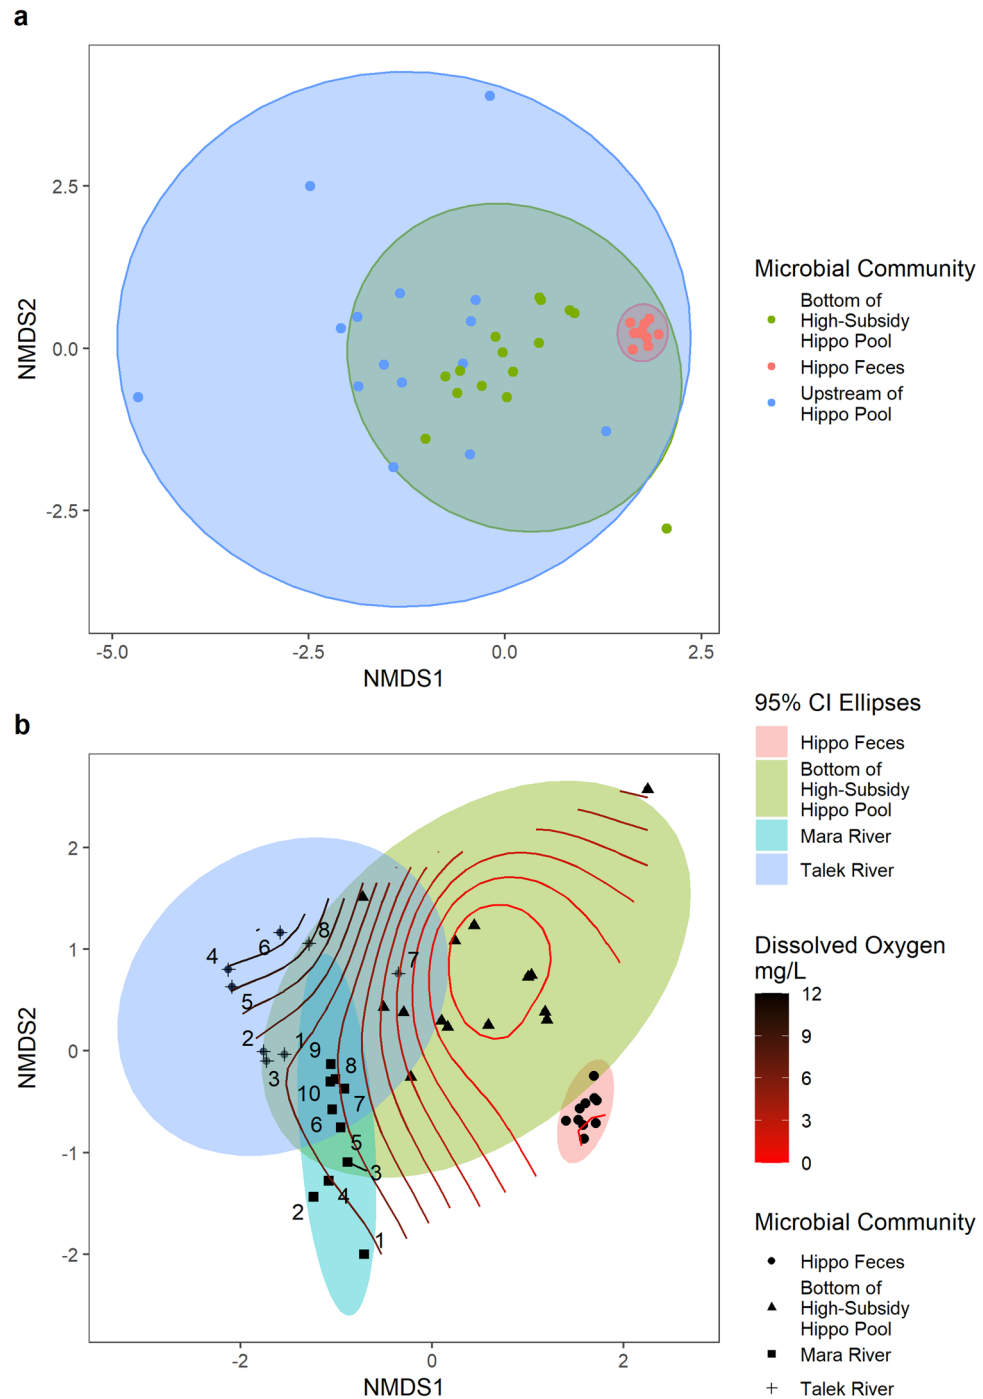 a
2.5
0.0
-2.5
NMDS2
-5.0
-2.5
0.0
2.5
NMDS1
Microbial Community
Bottom of
High-Subsidy
Hippo Pool
Hippo Feces
Upstream of
Hippo Pool
b
2
1
0
-1
-2
NMDS2
4
6
8
7
5
2
1
3
9
8
10
7
6
5
3
4
2
1
-2
0
2
NMDS1
95% CI Ellipses
Hippo Feces
Bottom of
High-Subsidy
Hippo Pool
Mara River
Talek River
Dissolved Oxygen
mg/L
12
9
6
3
0
Microbial Community
Hippo Feces
Bottom of
High-Subsidy
Hippo Pool
Mara River
Talek River